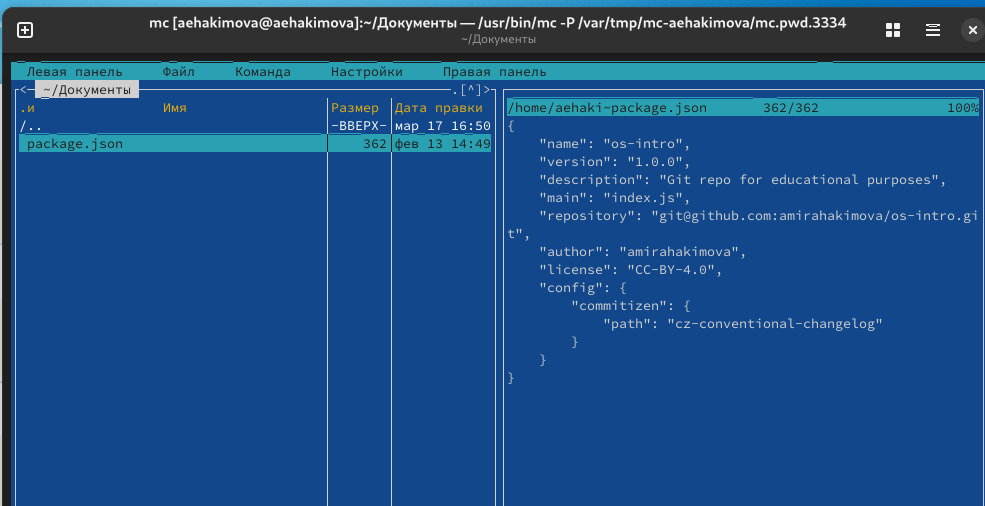 mc [aehakimova@aehakimova]:~/Документы — /usr/bin/mc -P /var/tmp/mc-aehakimova/mc.pwd.3334
~/Документы
Левая панель Файл Команда Настройки Правая панель
<— ~/Документы .[^]>
.и Имя Размер Дата правки
/.. -ВВЕРХ- мар 17 16:50
package.json 362 фев 13 14:49
/home/aehaki~package.json 362/362 100%
{
"name": "os-intro",
"version": "1.0.0",
"description": "Git repo for educational purposes",
"main": "index.js",
"repository": "git@github.com:amirahakimova/os-intro.gi
t",
"author": "amirahakimova",
"license": "CC-BY-4.0",
"config": {
"commitizen": {
"path": "cz-conventional-changelog"
}
}
}